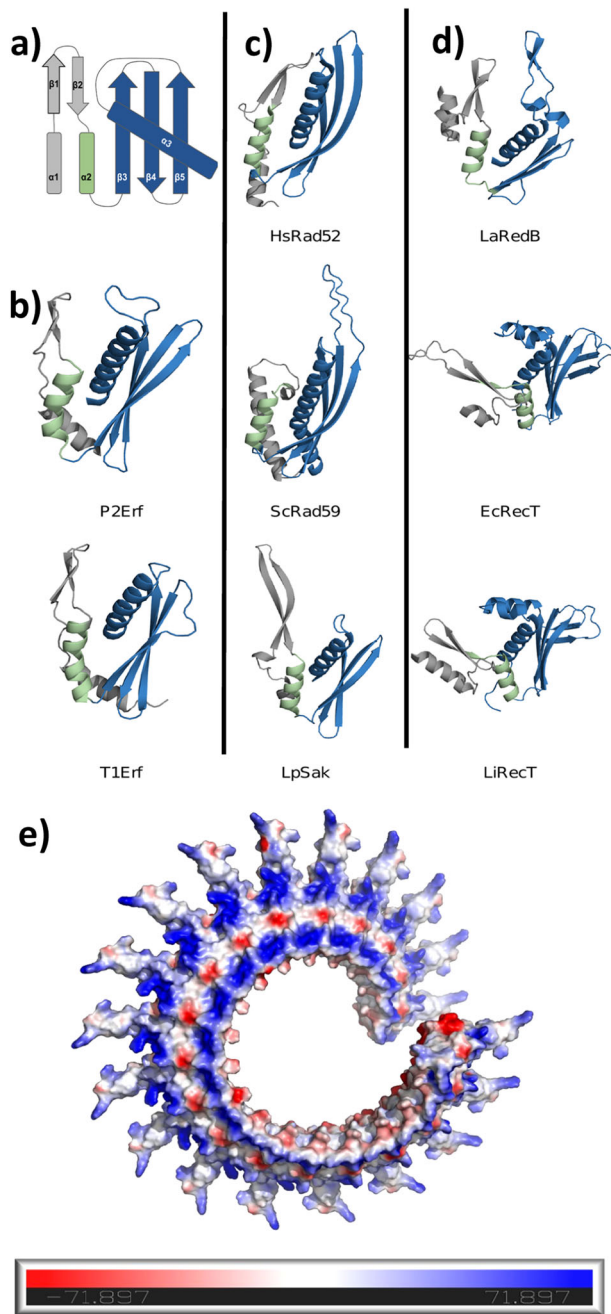 a)
β1
β2
α3
α1
α2
β3
β4
β5
c)
HsRad52
d)
LaRedB
b)
P2Erf
ScRad59
EcRecT
T1Erf
LpSak
LiRecT
e)
-71.897 71.897